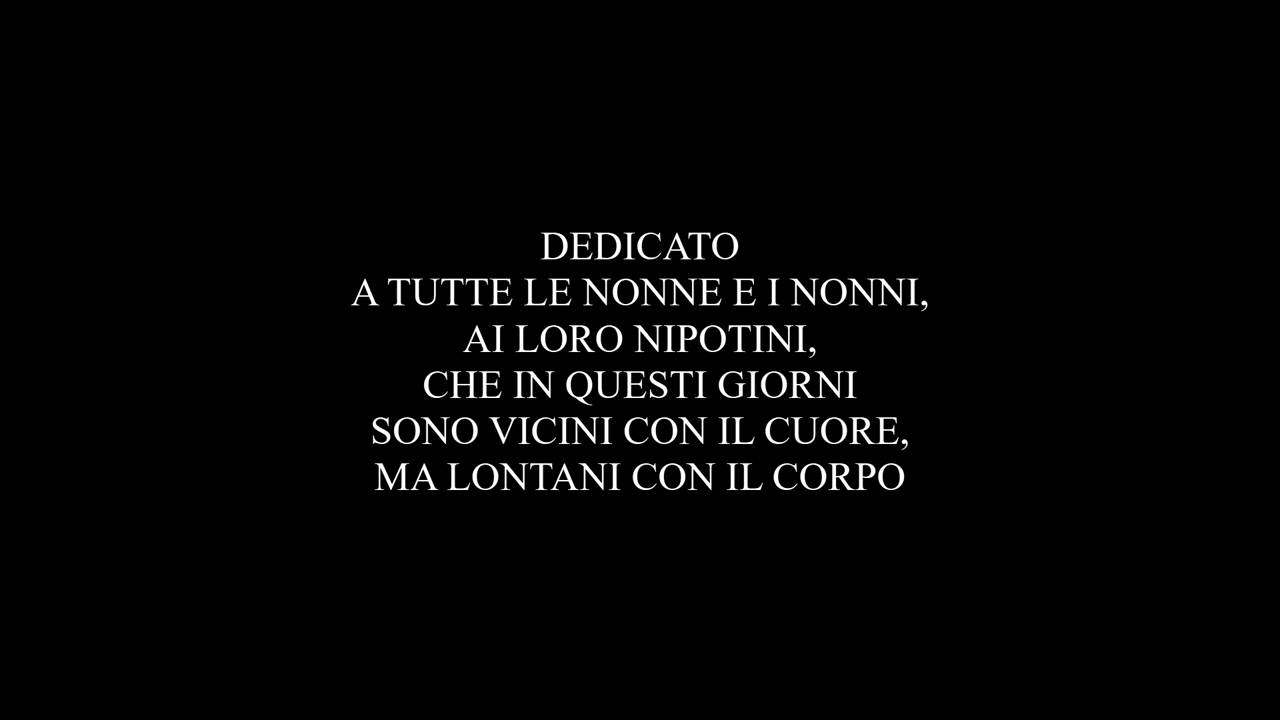 DEDICATO
A TUTTE LE NONNE E I NONNI,
AI LORO NIPOTINI,
CHE IN QUESTI GIORNI
SONO VICINI CON IL CUORE,
MA LONTANI CON IL CORPO